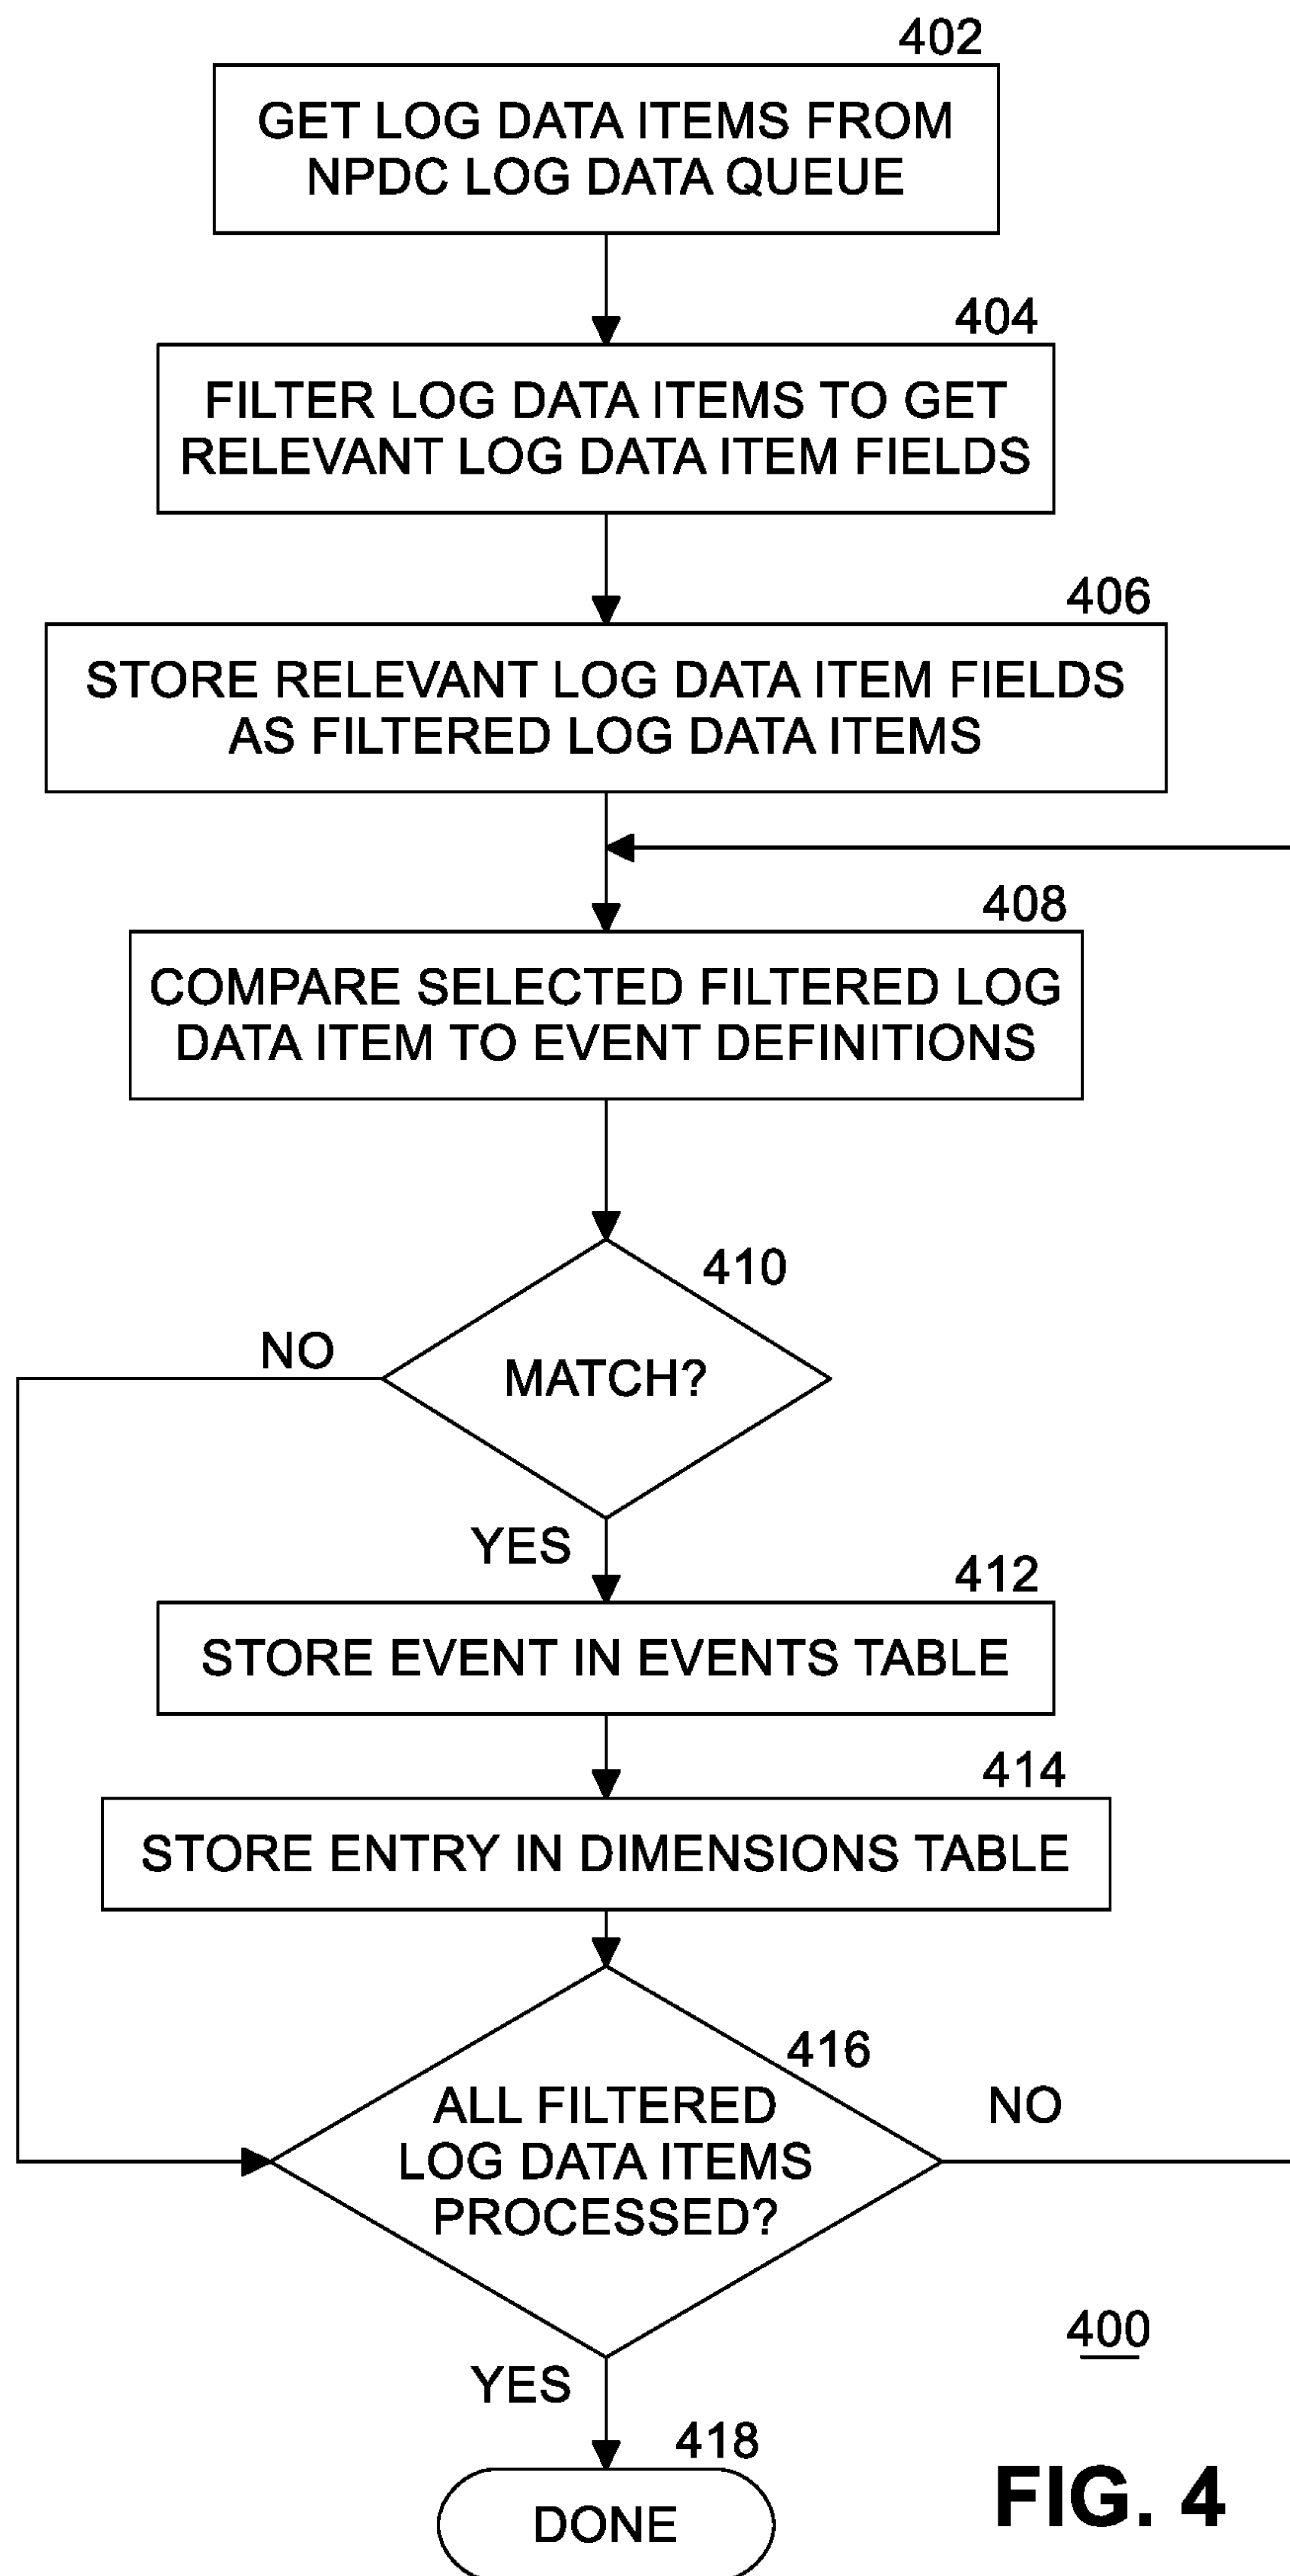 402
GET LOG DATA ITEMS FROM
NPDC LOG DATA QUEUE
404
FILTER LOG DATA ITEMS TO GET
RELEVANT LOG DATA ITEM FIELDS
406
STORE RELEVANT LOG DATA ITEM FIELDS
AS FILTERED LOG DATA ITEMS
408
COMPARE SELECTED FILTERED LOG
DATA ITEM TO EVENT DEFINITIONS
410
NO
MATCH?
YES
412
STORE EVENT IN EVENTS TABLE
414
STORE ENTRY IN DIMENSIONS TABLE
416
ALL FILTERED
LOG DATA ITEMS
PROCESSED?
NO
400
YES
418
DONE
FIG. 4